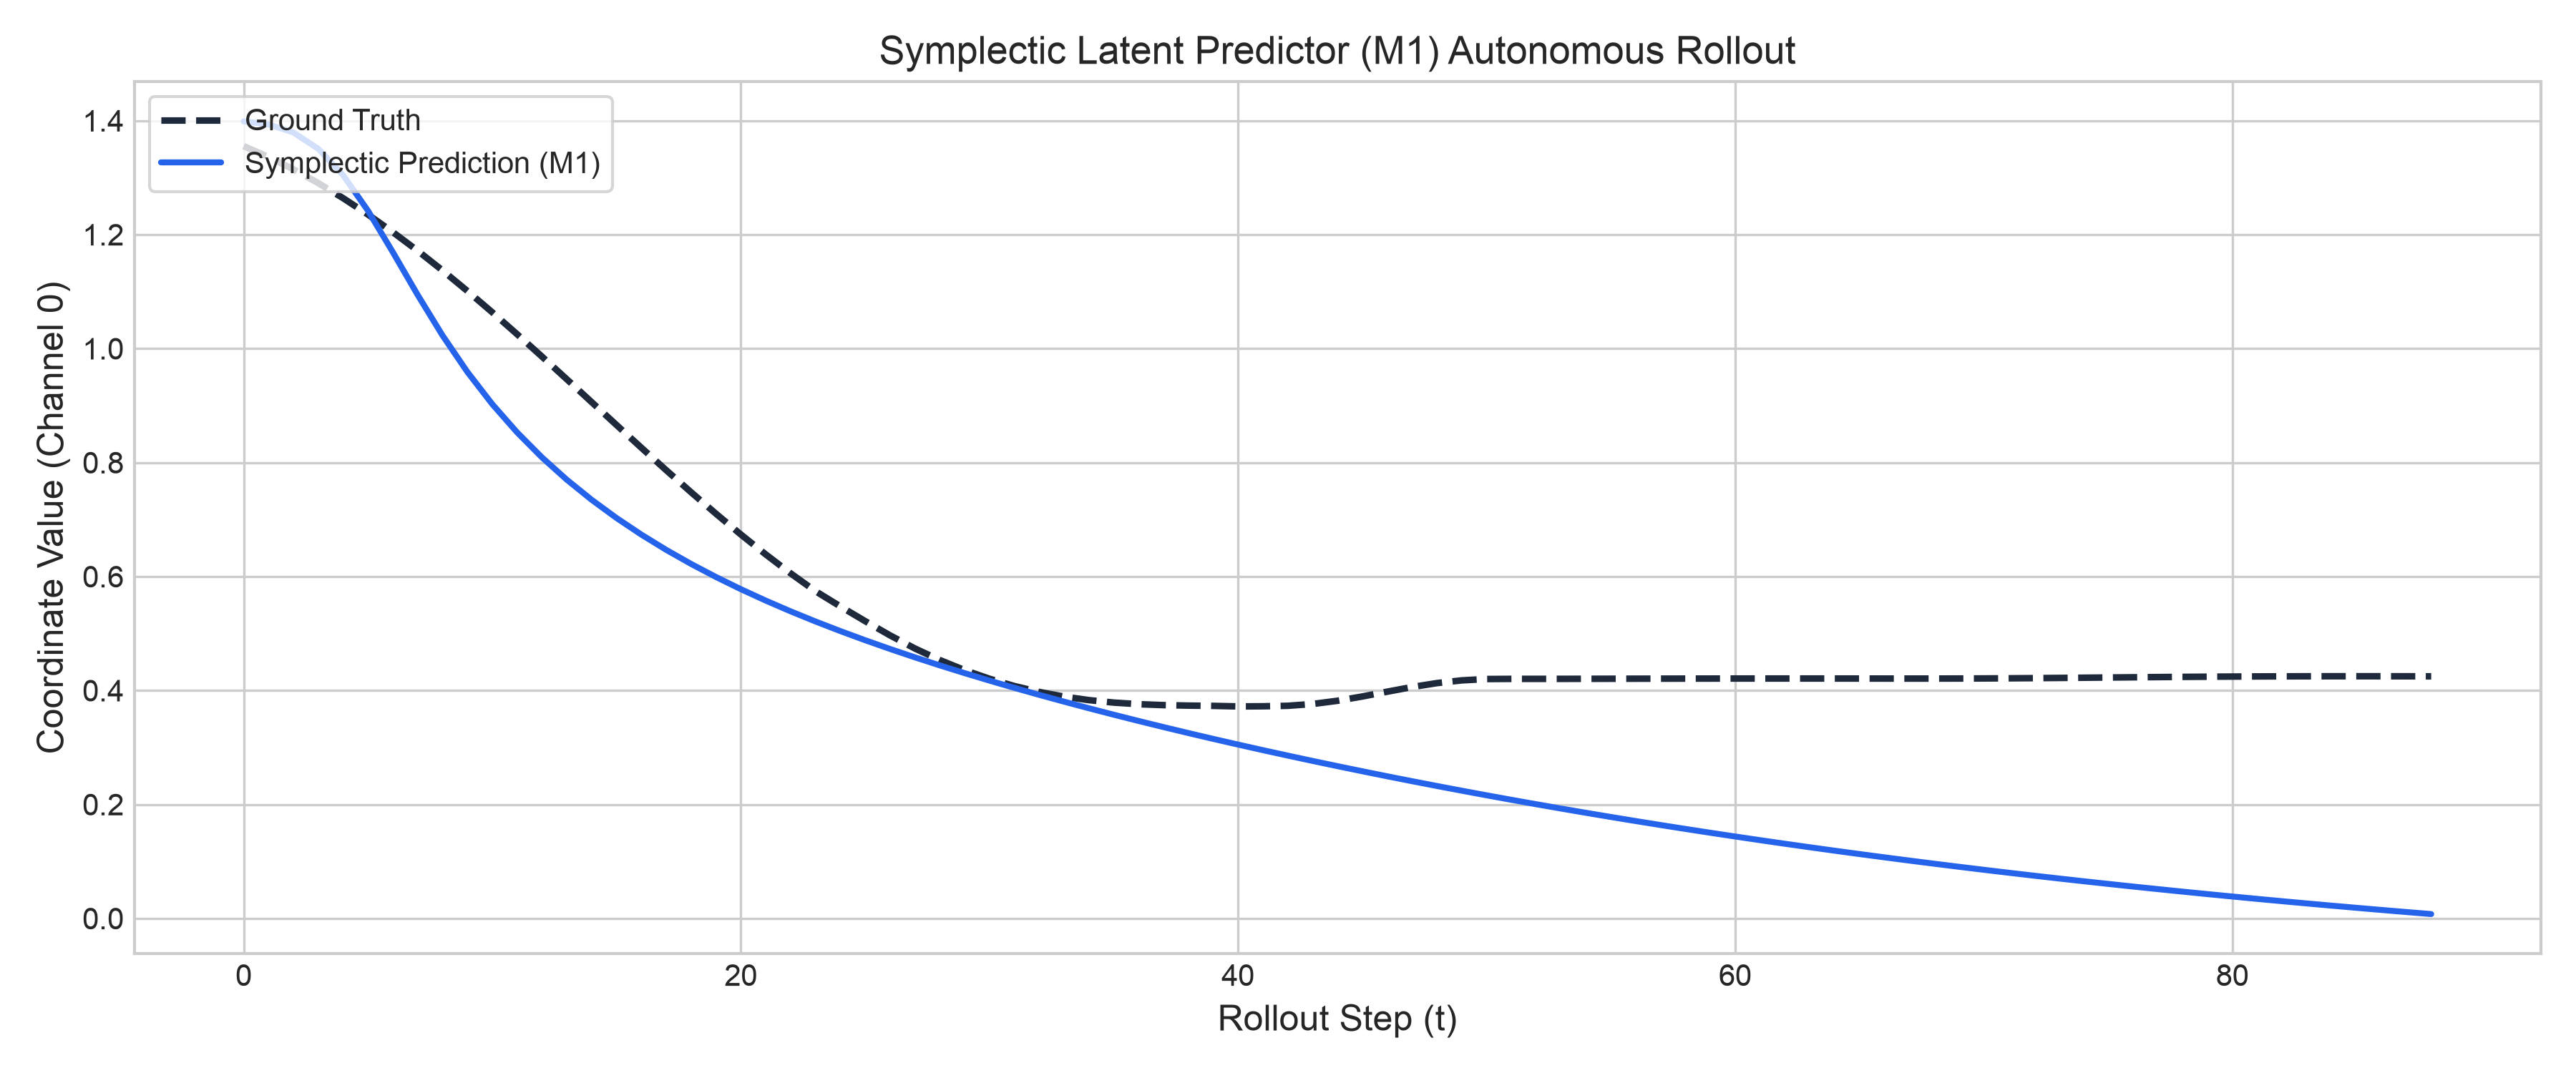 Symplectic Latent Predictor (M1) Autonomous Rollout
Ground Truth
Symplectic Prediction (M1)
Coordinate Value (Channel 0)
1.4
1.2
1.0
0.8
0.6
0.4
0.2
0.0
0 20 40 60 80
Rollout Step (t)